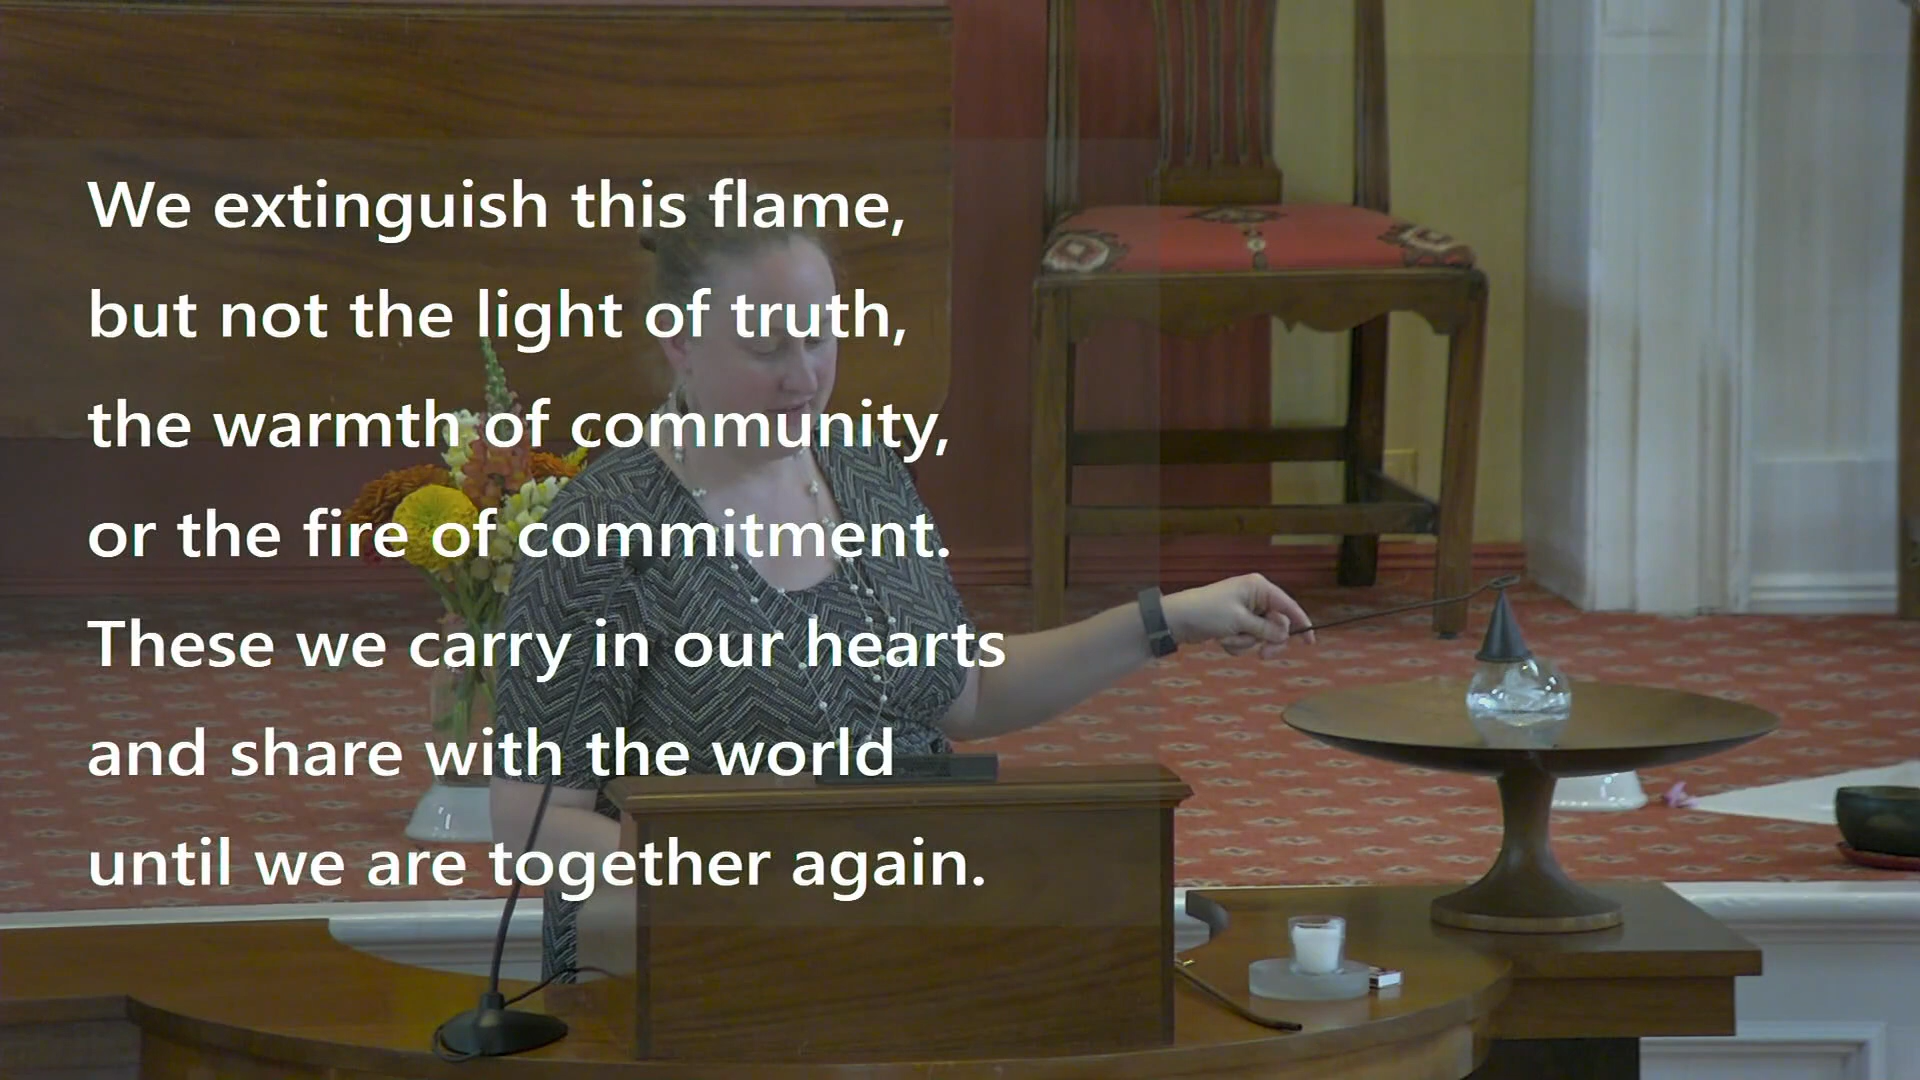 We extinguish this flame,
but not the light of truth,
the warmth of community,
or the fire of commitment.
These we carry in our hearts
and share with the world
until we are together again.